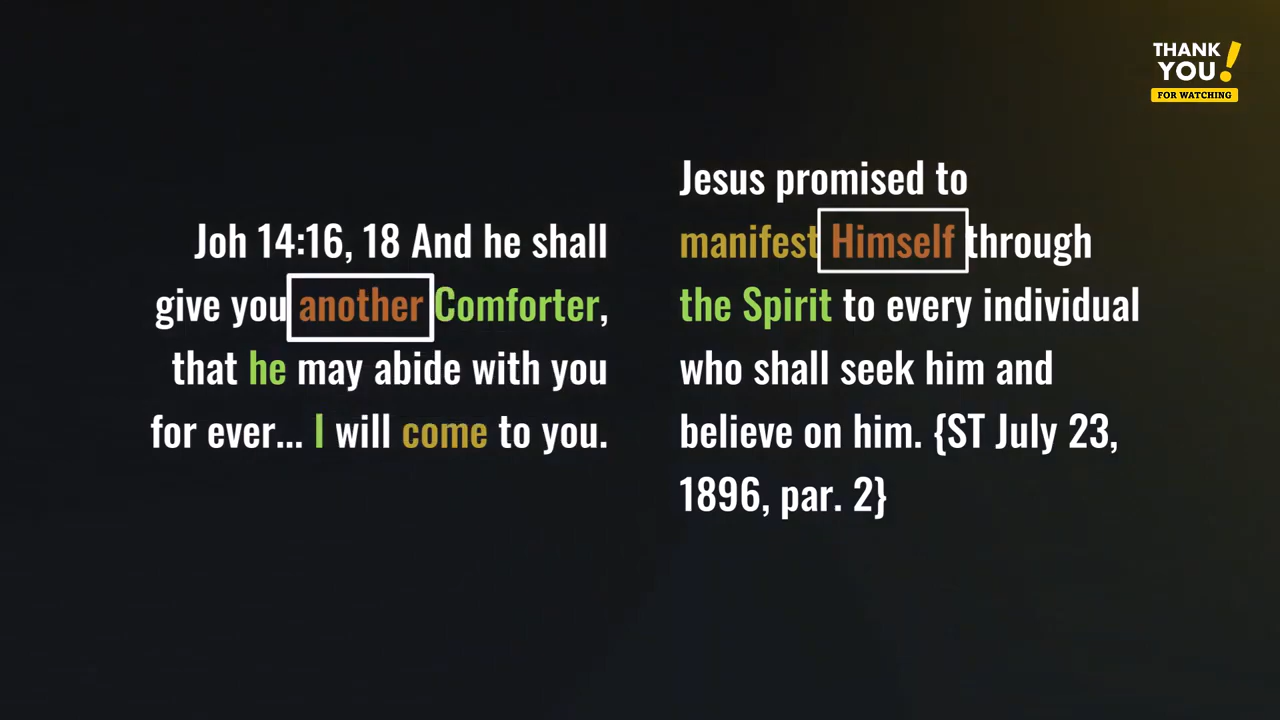 THANK
YOU!
FOR WATCHING
Joh 14:16, 18 And he shall
give you another Comforter,
that he may abide with you
for ever... I will come to you.
Jesus promised to
manifest Himself through
the Spirit to every individual
who shall seek him and
believe on him. {ST July 23,
1896, par. 2}